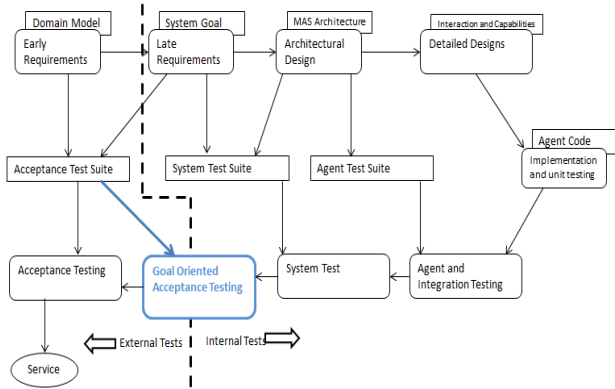 Domain Model
System Goal
MAS Architecture
Interaction and Capabilities
Early
Requirements
Late
Requirements
Architectural
Design
Detailed Designs
Agent Code
Implementation
and unit testing
Acceptance Test Suite
System Test Suite
Agent Test Suite
Acceptance Testing
Goal Oriented
Acceptance Testing
System Test
Agent and
Integration Testing
External Tests
Internal Tests
Service